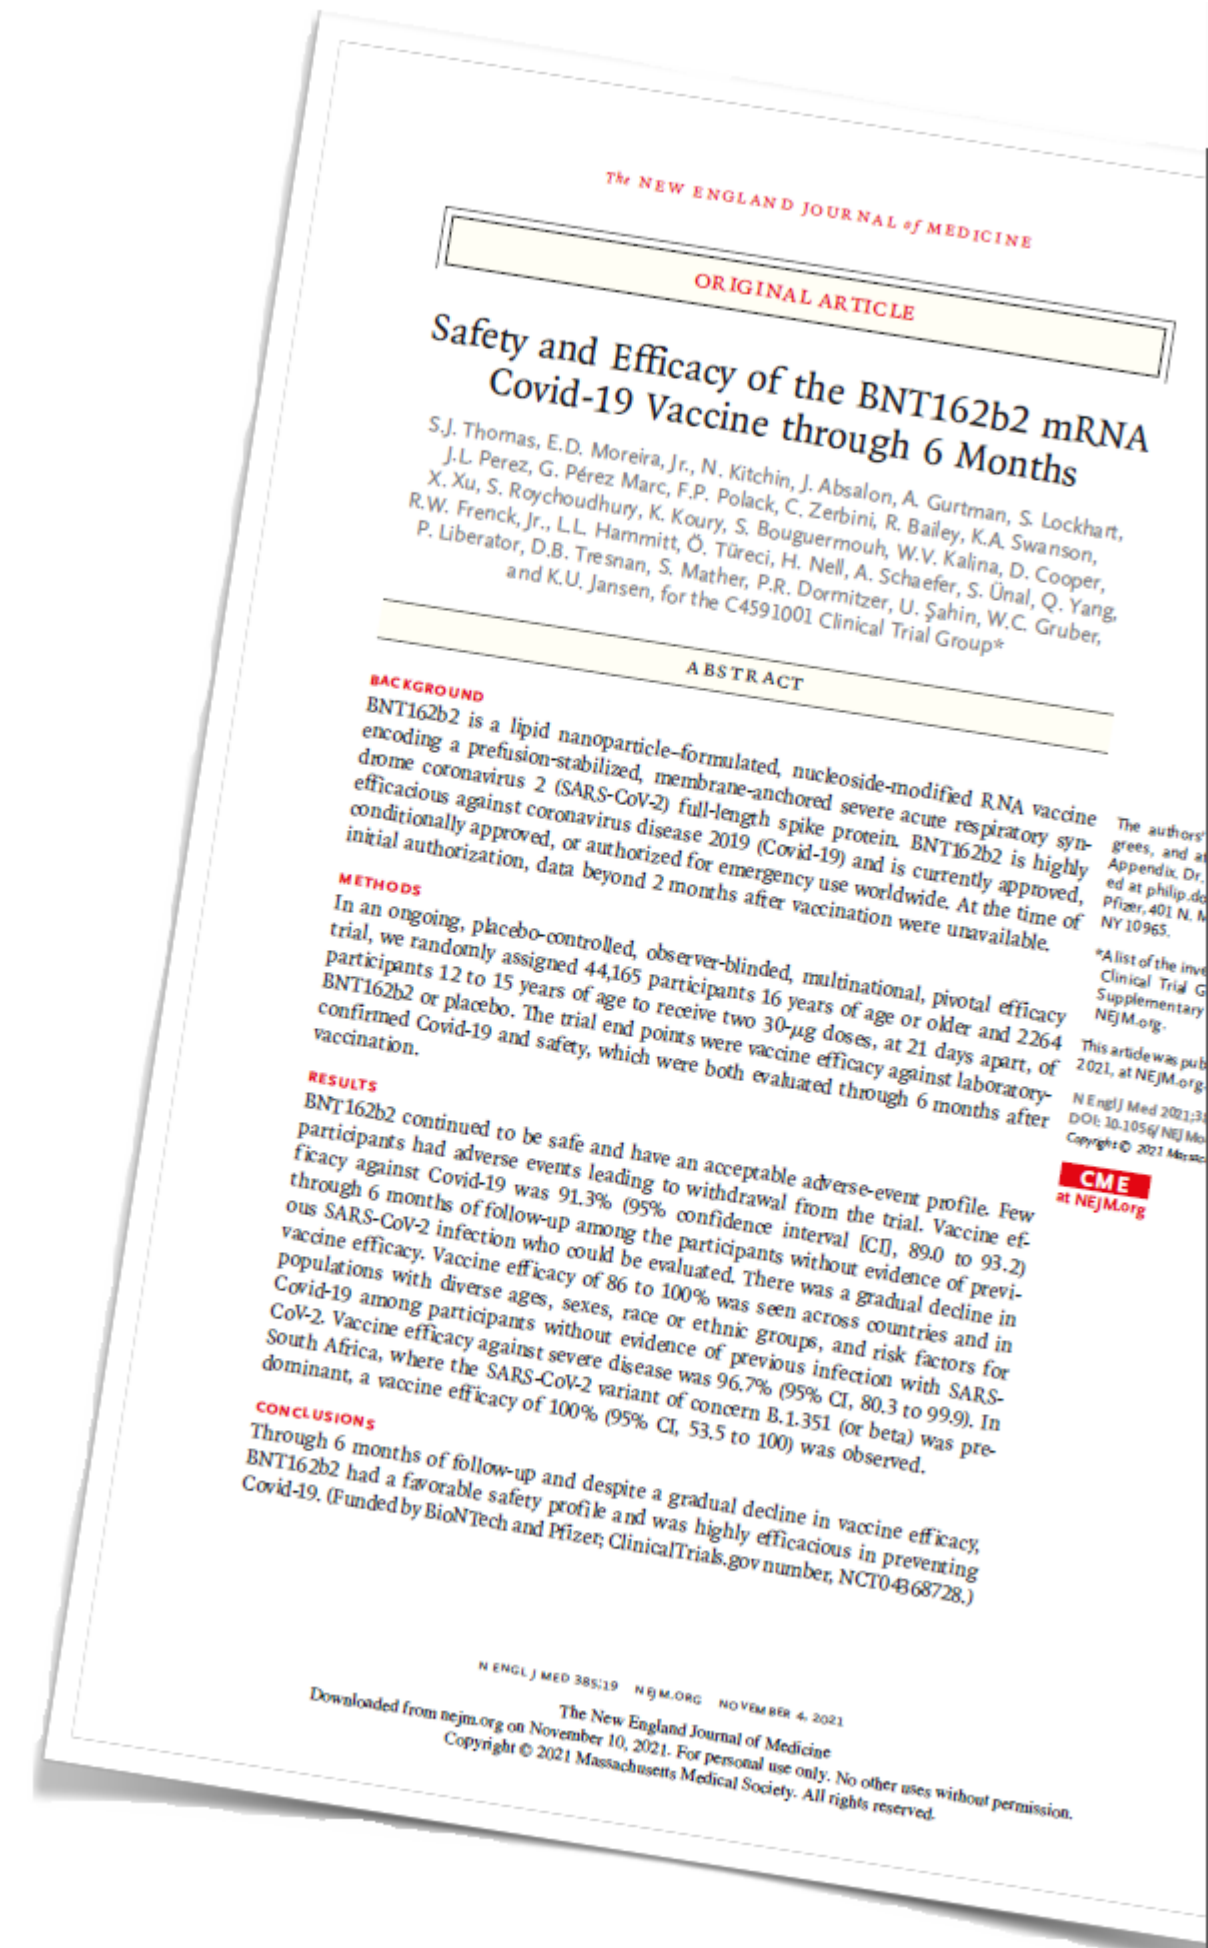 The NEW ENGLAND JOURNAL of MEDICINE
ORIGINAL ARTICLE
Safety and Efficacy of the BNT162b2 mRNA
Covid-19 Vaccine through 6 Months
S.J. Thomas, E.D. Moreira, Jr., N. Kitchin, J. Absalon, A. Gurtman, S. Lockhart,
J.L. Perez, G. Pérez Marc, F.P. Polack, C. Zerbini, R. Bailey, K.A. Swanson,
X. Xu, S. Roychoudhury, K. Koury, S. Bouguermouh, W.V. Kalina, D. Cooper,
R.W. Frenck, Jr., L.L. Hammitt, Ö. Türeci, H. Nell, A. Schaefer, S. Ünal, Q. Yang,
P. Liberator, D.B. Tresnan, S. Mather, P.R. Dormitzer, U. Şahin, W.C. Gruber,
and K.U. Jansen, for the C4591001 Clinical Trial Group*
ABSTRACT
BACKGROUND
BNT162b2 is a lipid nanoparticle–formulated, nucleoside-modified RNA vaccine
encoding a prefusion-stabilized, membrane-anchored severe acute respiratory syn-
drome coronavirus 2 (SARS-CoV-2) full-length spike protein. BNT162b2 is highly
efficacious against coronavirus disease 2019 (Covid-19) and is currently approved,
conditionally approved, or authorized for emergency use worldwide. At the time of
initial authorization, data beyond 2 months after vaccination were unavailable.
METHODS
In an ongoing, placebo-controlled, observer-blinded, multinational, pivotal efficacy
trial, we randomly assigned 44,165 participants 16 years of age or older and 2264
participants 12 to 15 years of age to receive two 30-μg doses, at 21 days apart, of
BNT162b2 or placebo. The trial end points were vaccine efficacy against laboratory-
confirmed Covid-19 and safety, which were both evaluated through 6 months after
vaccination.
RESULTS
BNT162b2 continued to be safe and have an acceptable adverse-event profile. Few
participants had adverse events leading to withdrawal from the trial. Vaccine ef-
ficacy against Covid-19 was 91.3% (95% confidence interval [CI], 89.0 to 93.2)
through 6 months of follow-up among the participants without evidence of previ-
ous SARS-CoV-2 infection who could be evaluated. There was a gradual decline in
vaccine efficacy. Vaccine efficacy of 86 to 100% was seen across countries and in
populations with diverse ages, sexes, race or ethnic groups, and risk factors for
Covid-19 among participants without evidence of previous infection with SARS-
CoV-2. Vaccine efficacy against severe disease was 96.7% (95% CI, 80.3 to 99.9). In
South Africa, where the SARS-CoV-2 variant of concern B.1.351 (or beta) was pre-
dominant, a vaccine efficacy of 100% (95% CI, 53.5 to 100) was observed.
CONCLUSIONS
Through 6 months of follow-up and despite a gradual decline in vaccine efficacy,
BNT162b2 had a favorable safety profile and was highly efficacious in preventing
Covid-19. (Funded by BioNTech and Pfizer; ClinicalTrials.gov number, NCT04368728.)
The authors'
grees, and
Appendix. Dr.
ed at
Pfizer, 401 N.
NY 10965.
*A list of the
Clinical Trial
Supplementary
NEJM.org.
This article was
2021, at NEJM.org.
N Engl J Med 2021;
DOI: 10.1056/
Copyright © 2021
CME
at NEJM.org
N ENGL J MED 385;19 NEJM.ORG NOVEMBER 4, 2021
The New England Journal of Medicine
Downloaded from nejm.org on November 10, 2021. For personal use only. No other uses without permission.
Copyright © 2021 Massachusetts Medical Society. All rights reserved.